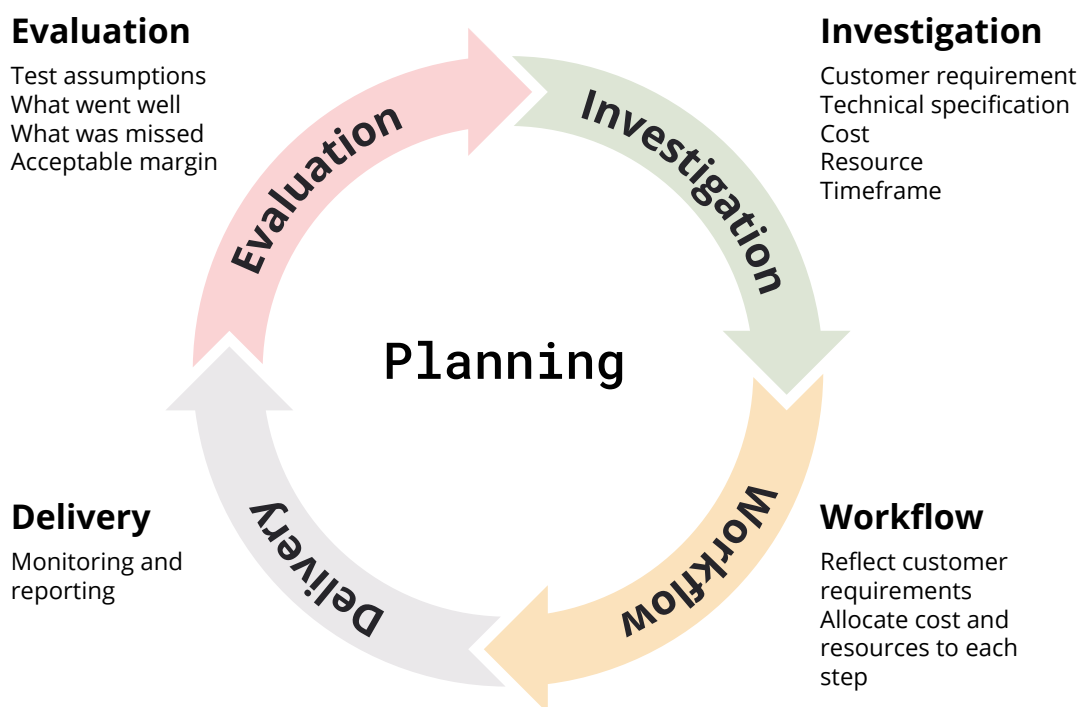 Evaluation
Test assumptions
What went well
What was missed
Acceptable margin
Investigation
Customer requirement
Technical specification
Cost
Resource
Timeframe
Evaluation
Investigation
Planning
Delivery
Workflow
Delivery
Monitoring and
reporting
Workflow
Reflect customer
requirements
Allocate cost and
resources to each
step